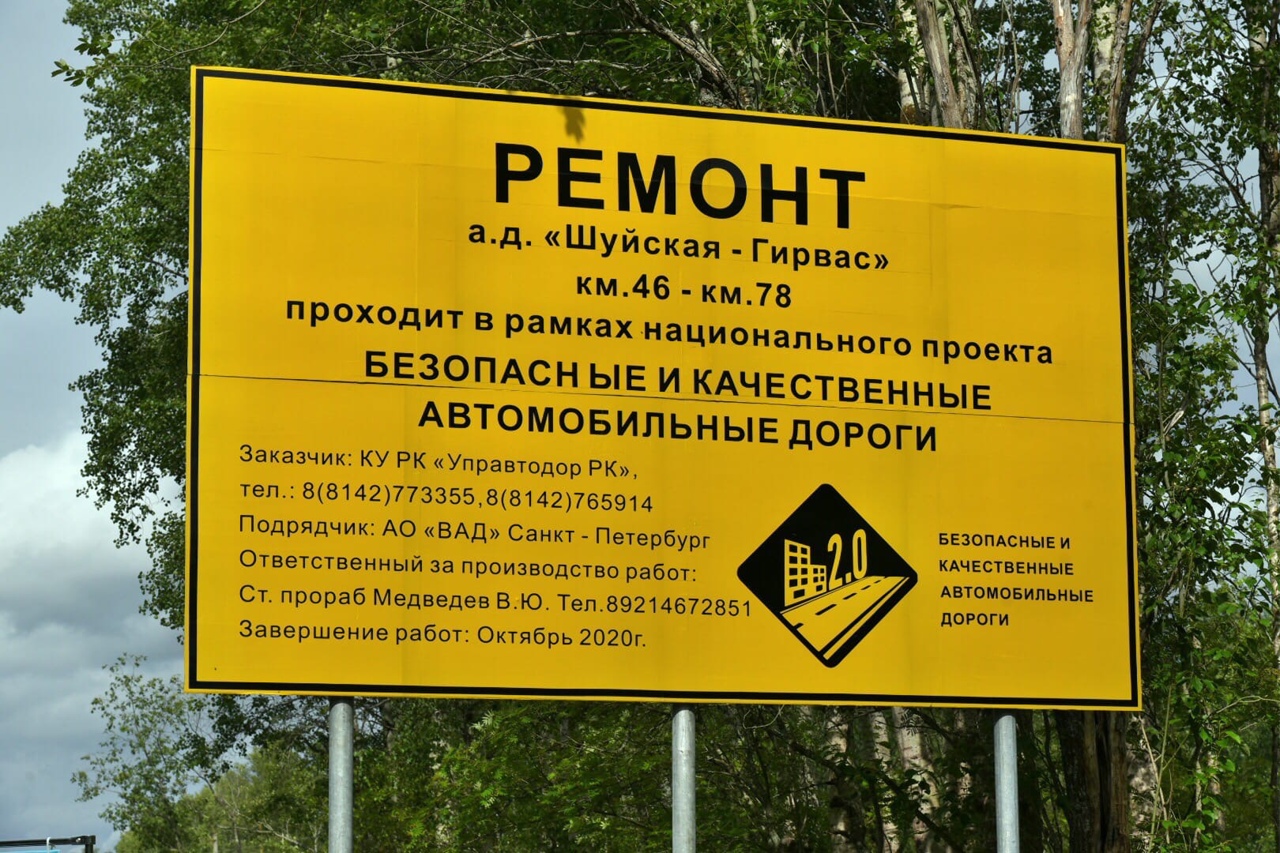 РЕМОНТ
а.д. «Шуйская - Гирвас»
км.46 - км.78
проходит в рамках национального проекта
БЕЗОПАСНЫЕ И КАЧЕСТВЕННЫЕ
АВТОМОБИЛЬНЫЕ ДОРОГИ
Заказчик: КУ РК «Управтодор РК»,
тел.: 8(8142)773355,8(8142)765914
Подрядчик: АО «ВАД» Санкт - Петербург
Ответственный за производство работ:
Ст. прораб Медведев В.Ю. Тел.89214672851
Завершение работ: Октябрь 2020г.
2.0
БЕЗОПАСНЫЕ И
КАЧЕСТВЕННЫЕ
АВТОМОБИЛЬНЫЕ
ДОРОГИ